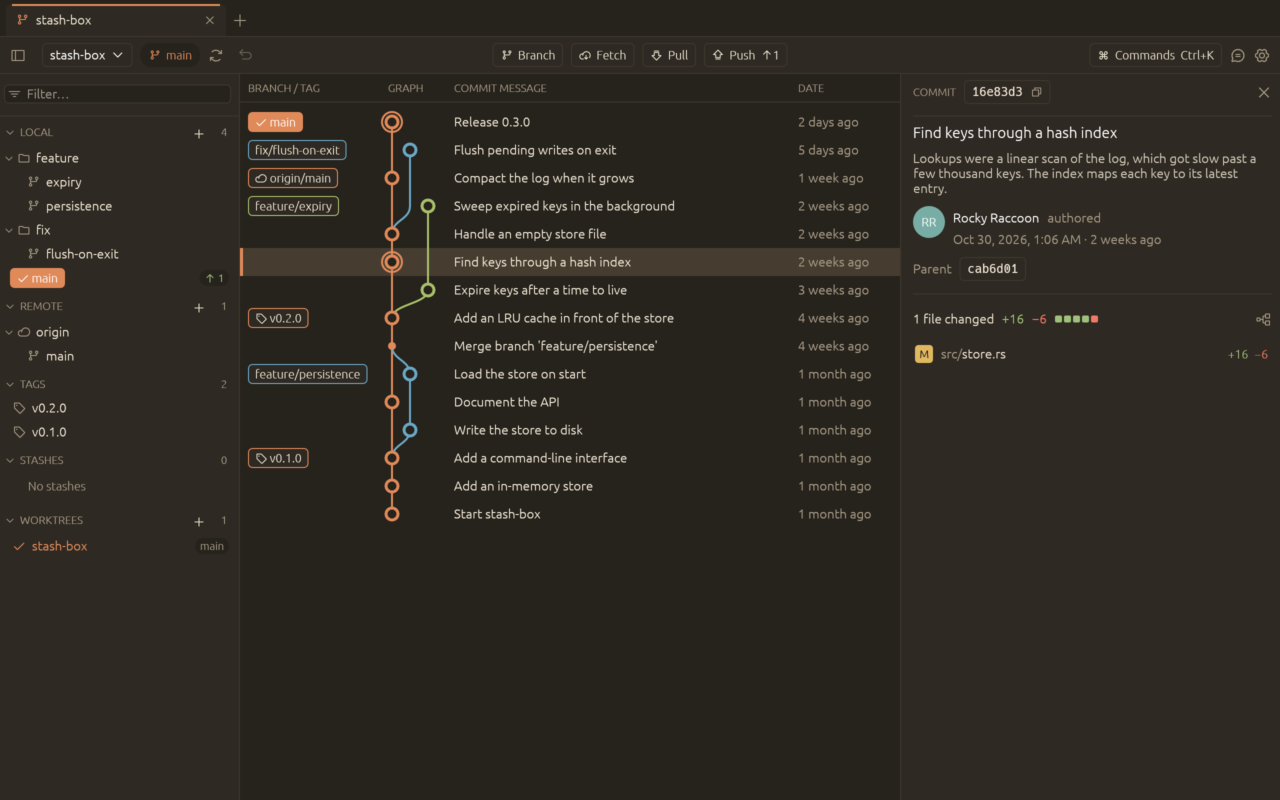 stash-box
stash-box main Branch Fetch Pull Push ↑1 ⌘ Commands Ctrl+K
Filter...
LOCAL 4
feature
expiry
persistence
fix
flush-on-exit
main ↑ 1
REMOTE 1
origin
main
TAGS 2
v0.2.0
v0.1.0
STASHES 0
No stashes
WORKTREES 1
stash-box main
BRANCH / TAG GRAPH COMMIT MESSAGE DATE
main Release 0.3.0 2 days ago
fix/flush-on-exit Flush pending writes on exit 5 days ago
origin/main Compact the log when it grows 1 week ago
feature/expiry Sweep expired keys in the background 2 weeks ago
Handle an empty store file 2 weeks ago
Find keys through a hash index 2 weeks ago
Expire keys after a time to live 3 weeks ago
v0.2.0 Add an LRU cache in front of the store 4 weeks ago
Merge branch 'feature/persistence' 4 weeks ago
feature/persistence Load the store on start 1 month ago
Document the API 1 month ago
Write the store to disk 1 month ago
v0.1.0 Add a command-line interface 1 month ago
Add an in-memory store 1 month ago
Start stash-box 1 month ago
COMMIT 16e83d3
Find keys through a hash index
Lookups were a linear scan of the log, which got slow past a
few thousand keys. The index maps each key to its latest
entry.
RR Rocky Raccoon authored
Oct 30, 2026, 1:06 AM · 2 weeks ago
Parent cab6d01
1 file changed +16 −6
M src/store.rs +16 −6